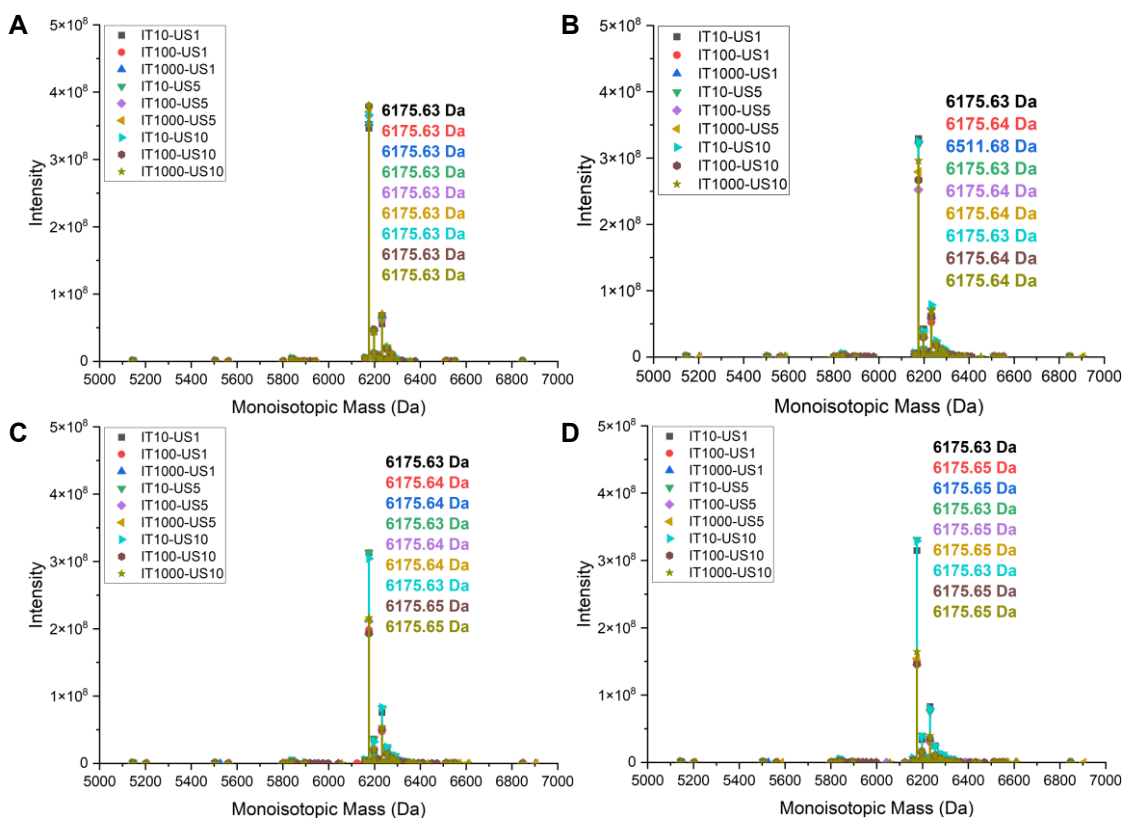 A
5×10⁸
4×10⁸
3×10⁸
2×10⁸
1×10⁸
0
Intensity
IT10-US1
IT100-US1
IT1000-US1
IT10-US5
IT100-US5
IT1000-US5
IT10-US10
IT100-US10
IT1000-US10
6175.63 Da
6175.63 Da
6175.63 Da
6175.63 Da
6175.63 Da
6175.63 Da
6175.63 Da
6175.63 Da
6175.63 Da
5000 5200 5400 5600 5800 6000 6200 6400 6600 6800 7000
Monoisotopic Mass (Da)
B
5×10⁸
4×10⁸
3×10⁸
2×10⁸
1×10⁸
0
Intensity
IT10-US1
IT100-US1
IT1000-US1
IT10-US5
IT100-US5
IT1000-US5
IT10-US10
IT100-US10
IT1000-US10
6175.63 Da
6175.64 Da
6511.68 Da
6175.63 Da
6175.64 Da
6175.64 Da
6175.63 Da
6175.64 Da
6175.64 Da
5000 5200 5400 5600 5800 6000 6200 6400 6600 6800 7000
Monoisotopic Mass (Da)
C
5×10⁸
4×10⁸
3×10⁸
2×10⁸
1×10⁸
0
Intensity
IT10-US1
IT100-US1
IT1000-US1
IT10-US5
IT100-US5
IT1000-US5
IT10-US10
IT100-US10
IT1000-US10
6175.63 Da
6175.64 Da
6175.64 Da
6175.63 Da
6175.64 Da
6175.64 Da
6175.63 Da
6175.65 Da
6175.65 Da
5000 5200 5400 5600 5800 6000 6200 6400 6600 6800 7000
Monoisotopic Mass (Da)
D
5×10⁸
4×10⁸
3×10⁸
2×10⁸
1×10⁸
0
Intensity
IT10-US1
IT100-US1
IT1000-US1
IT10-US5
IT100-US5
IT1000-US5
IT10-US10
IT100-US10
IT1000-US10
6175.63 Da
6175.65 Da
6175.65 Da
6175.63 Da
6175.65 Da
6175.65 Da
6175.63 Da
6175.65 Da
6175.65 Da
5000 5200 5400 5600 5800 6000 6200 6400 6600 6800 7000
Monoisotopic Mass (Da)